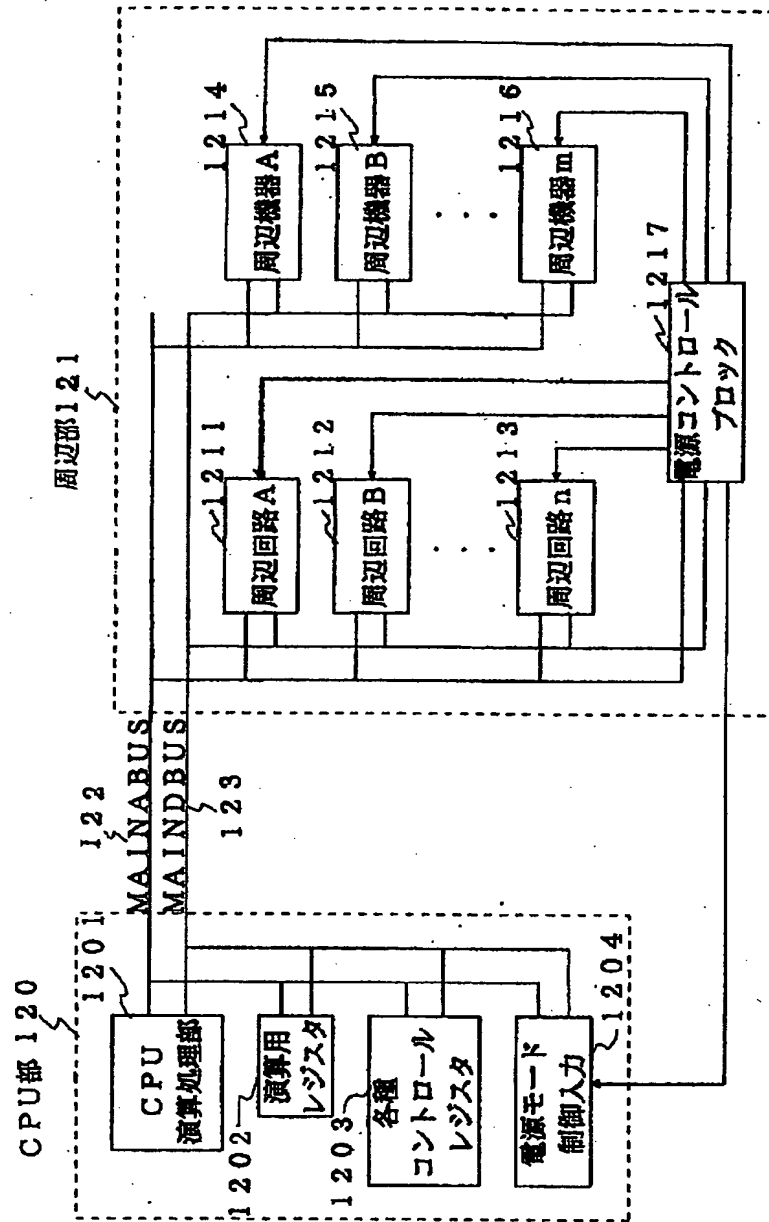 CPU部120
1201
CPU
演算処理部
1202
演算用
レジスタ
1203
各種
コントロール
レジスタ
電源モード
制御入力
1204
122
MAINABUS
MAINDBUS
123
周辺部121
1211
周辺回路A
1212
周辺回路B
1213
周辺回路n
1214
周辺機器A
1215
周辺機器B
1216
周辺機器m
1217
電源コントロール
ブロック